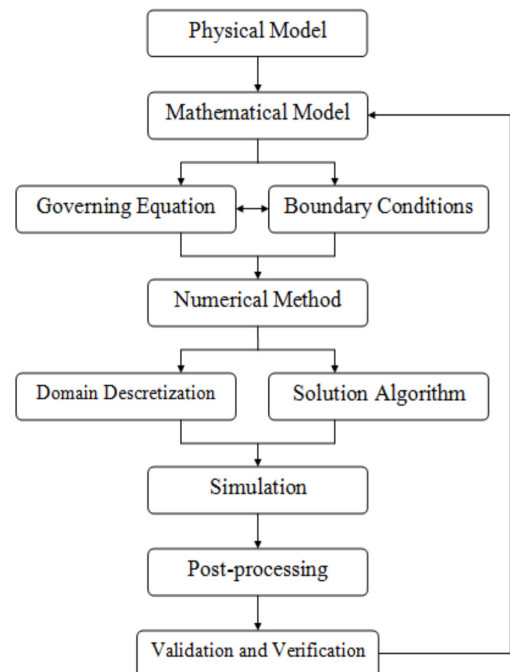 Physical Model
Mathematical Model
Governing Equation
Boundary Conditions
Numerical Method
Domain Descretization
Solution Algorithm
Simulation
Post-processing
Validation and Verification